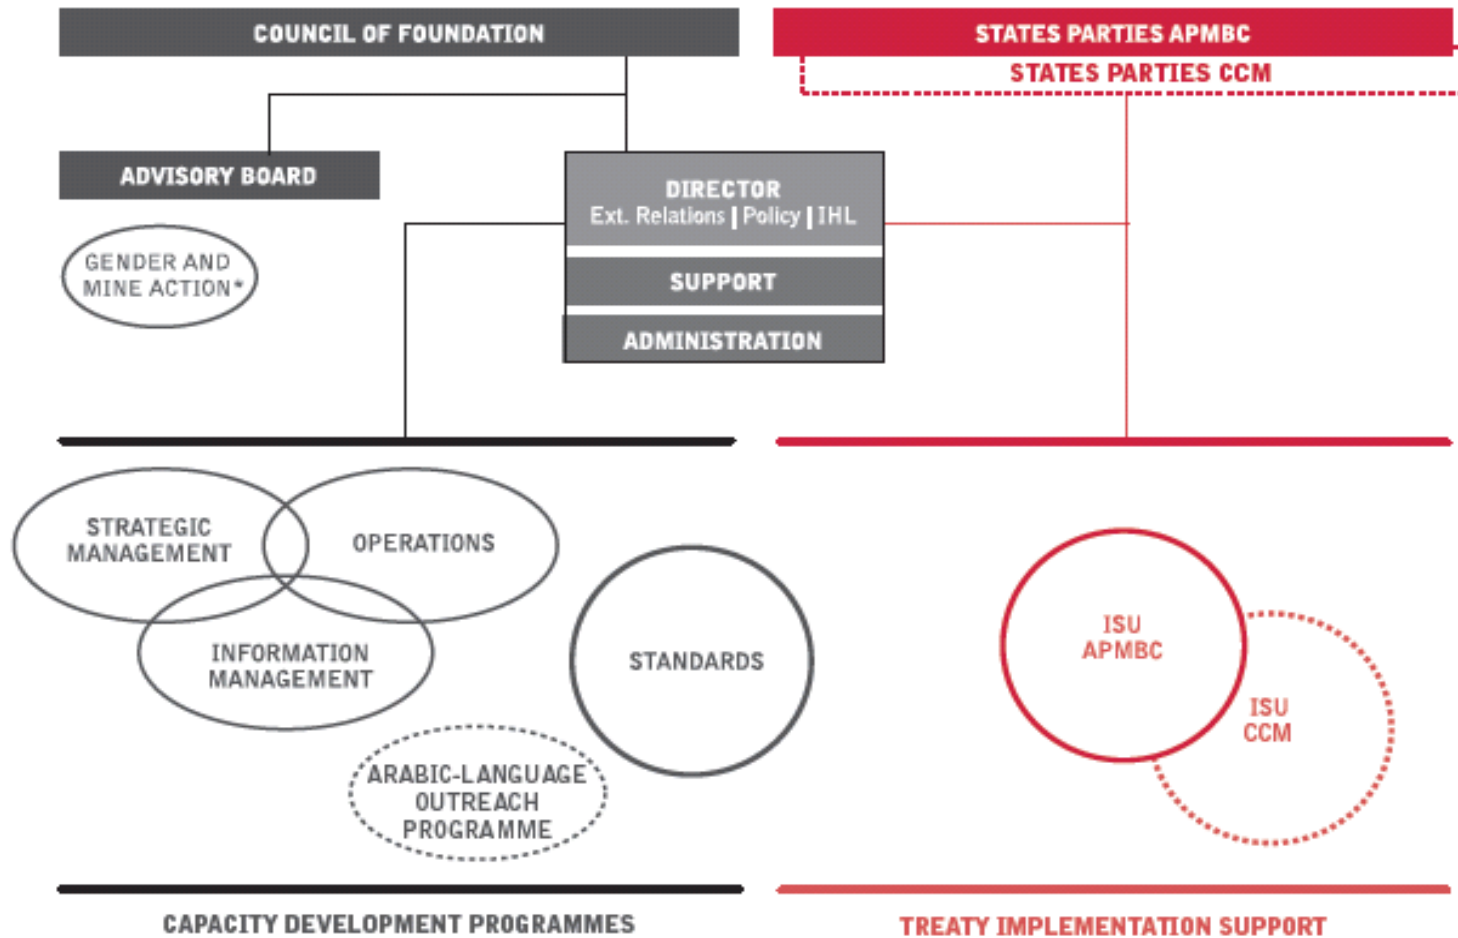 COUNCIL OF FOUNDATION
STATES PARTIES APMBC
STATES PARTIES CCM
ADVISORY BOARD
DIRECTOR
Ext. Relations | Policy | IHL
SUPPORT
ADMINISTRATION
GENDER AND
MINE ACTION*
STRATEGIC
MANAGEMENT
OPERATIONS
INFORMATION
MANAGEMENT
STANDARDS
ARABIC-LANGUAGE
OUTREACH
PROGRAMME
ISU
APMBC
ISU
CCM
CAPACITY DEVELOPMENT PROGRAMMES
TREATY IMPLEMENTATION SUPPORT